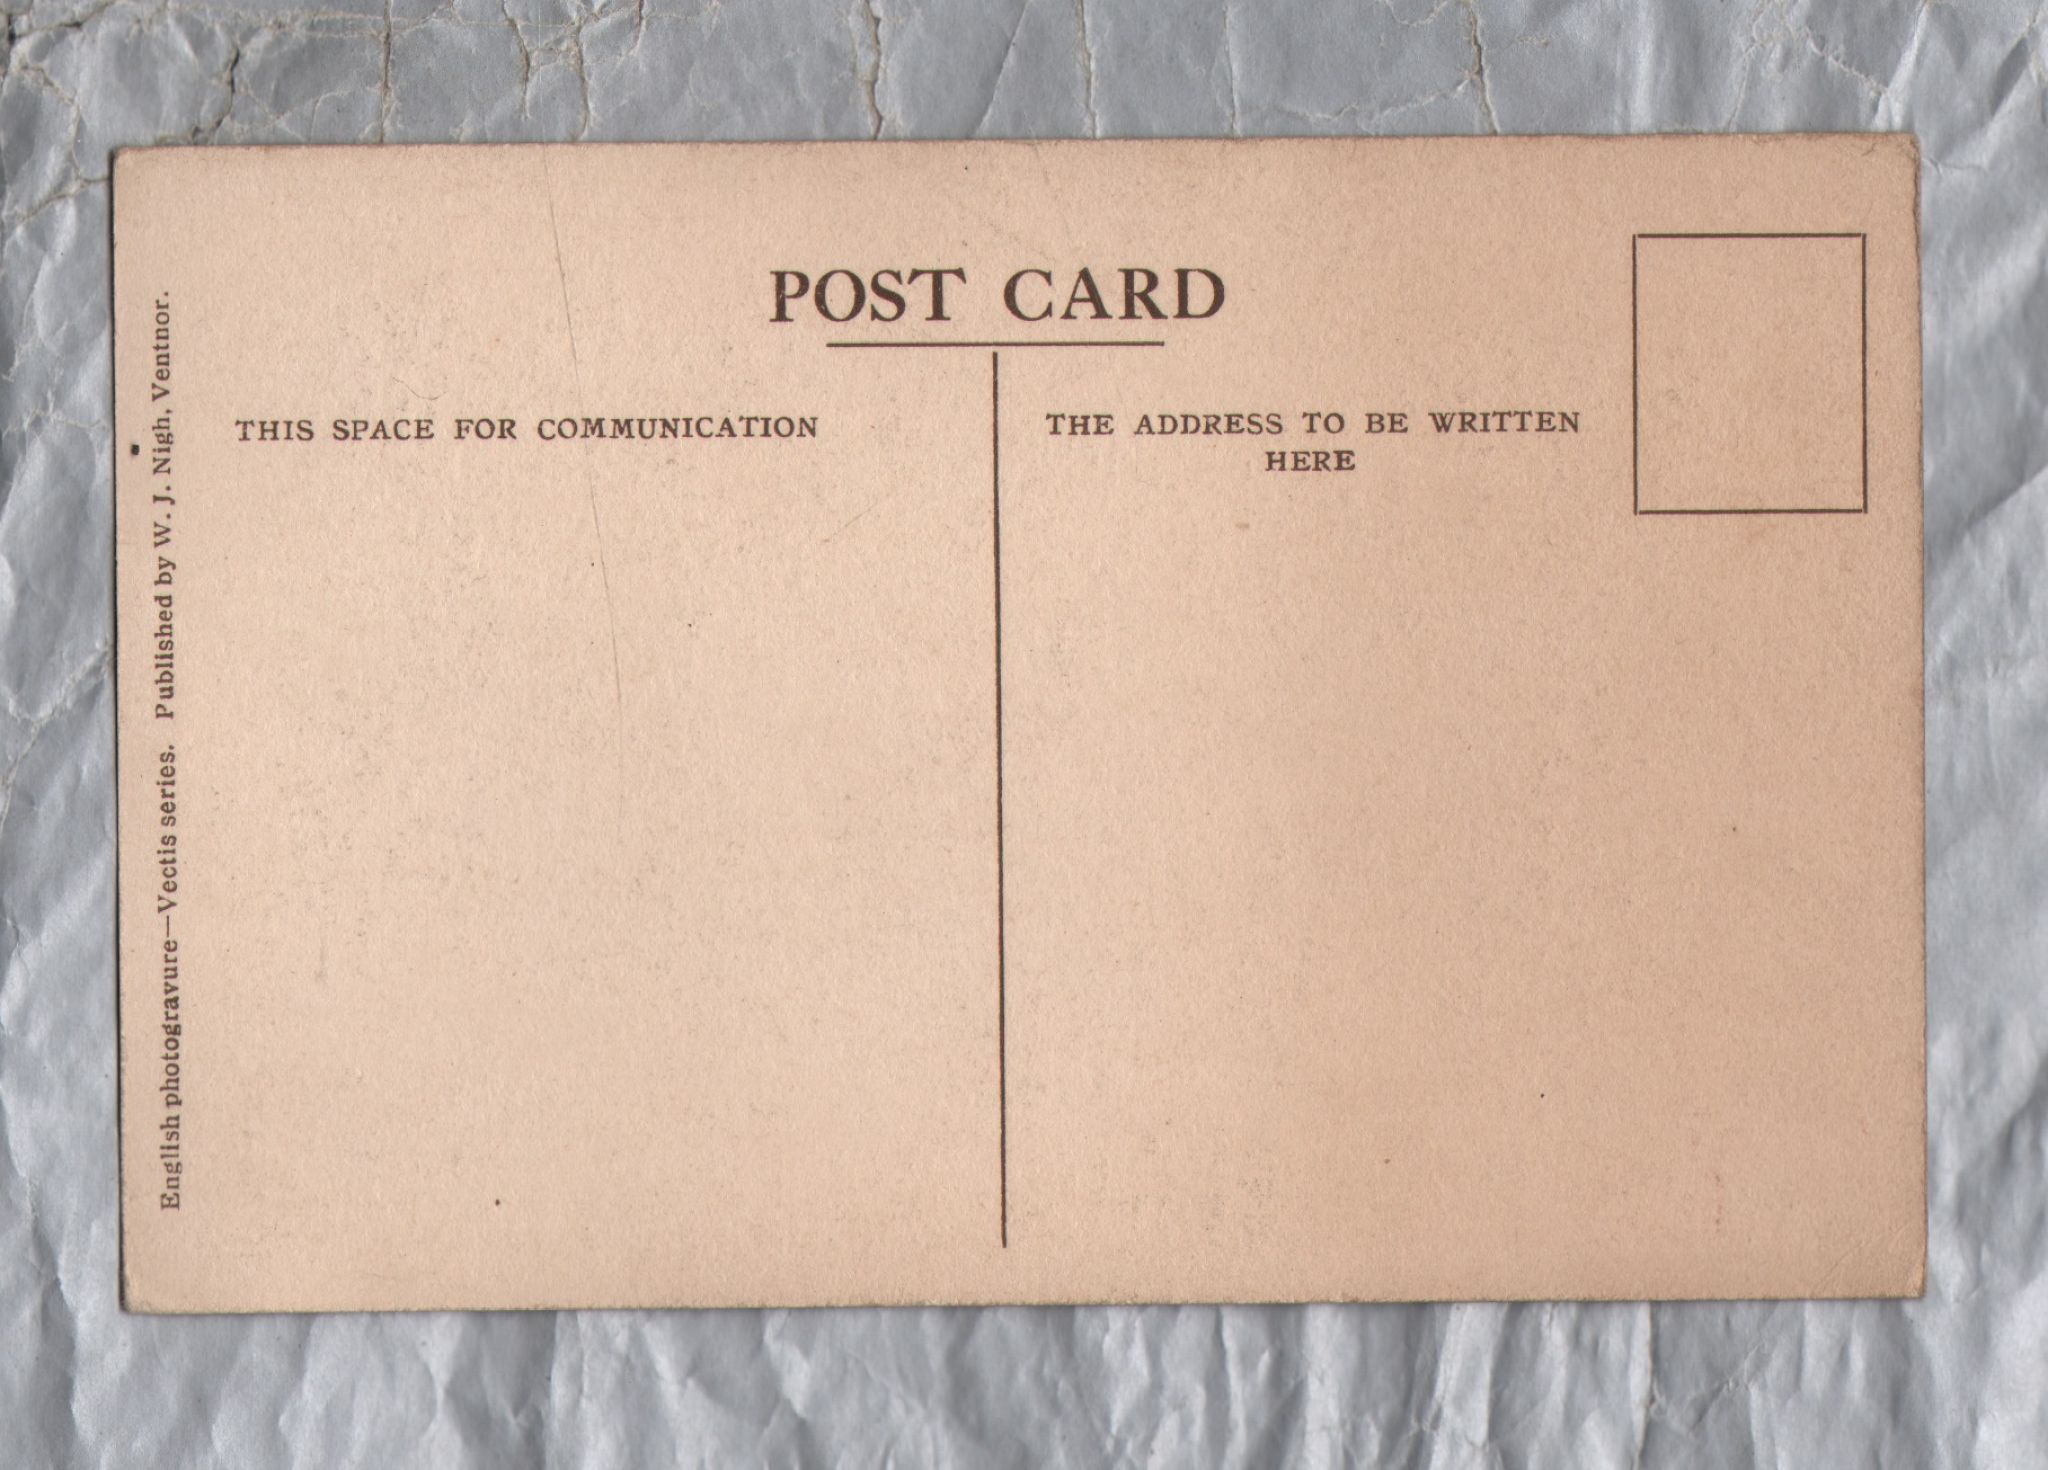 POST CARD
THIS SPACE FOR COMMUNICATION
THE ADDRESS TO BE WRITTEN
HERE
English photogravure—Vectis series. Published by W. J. Nigh, Ventnor.